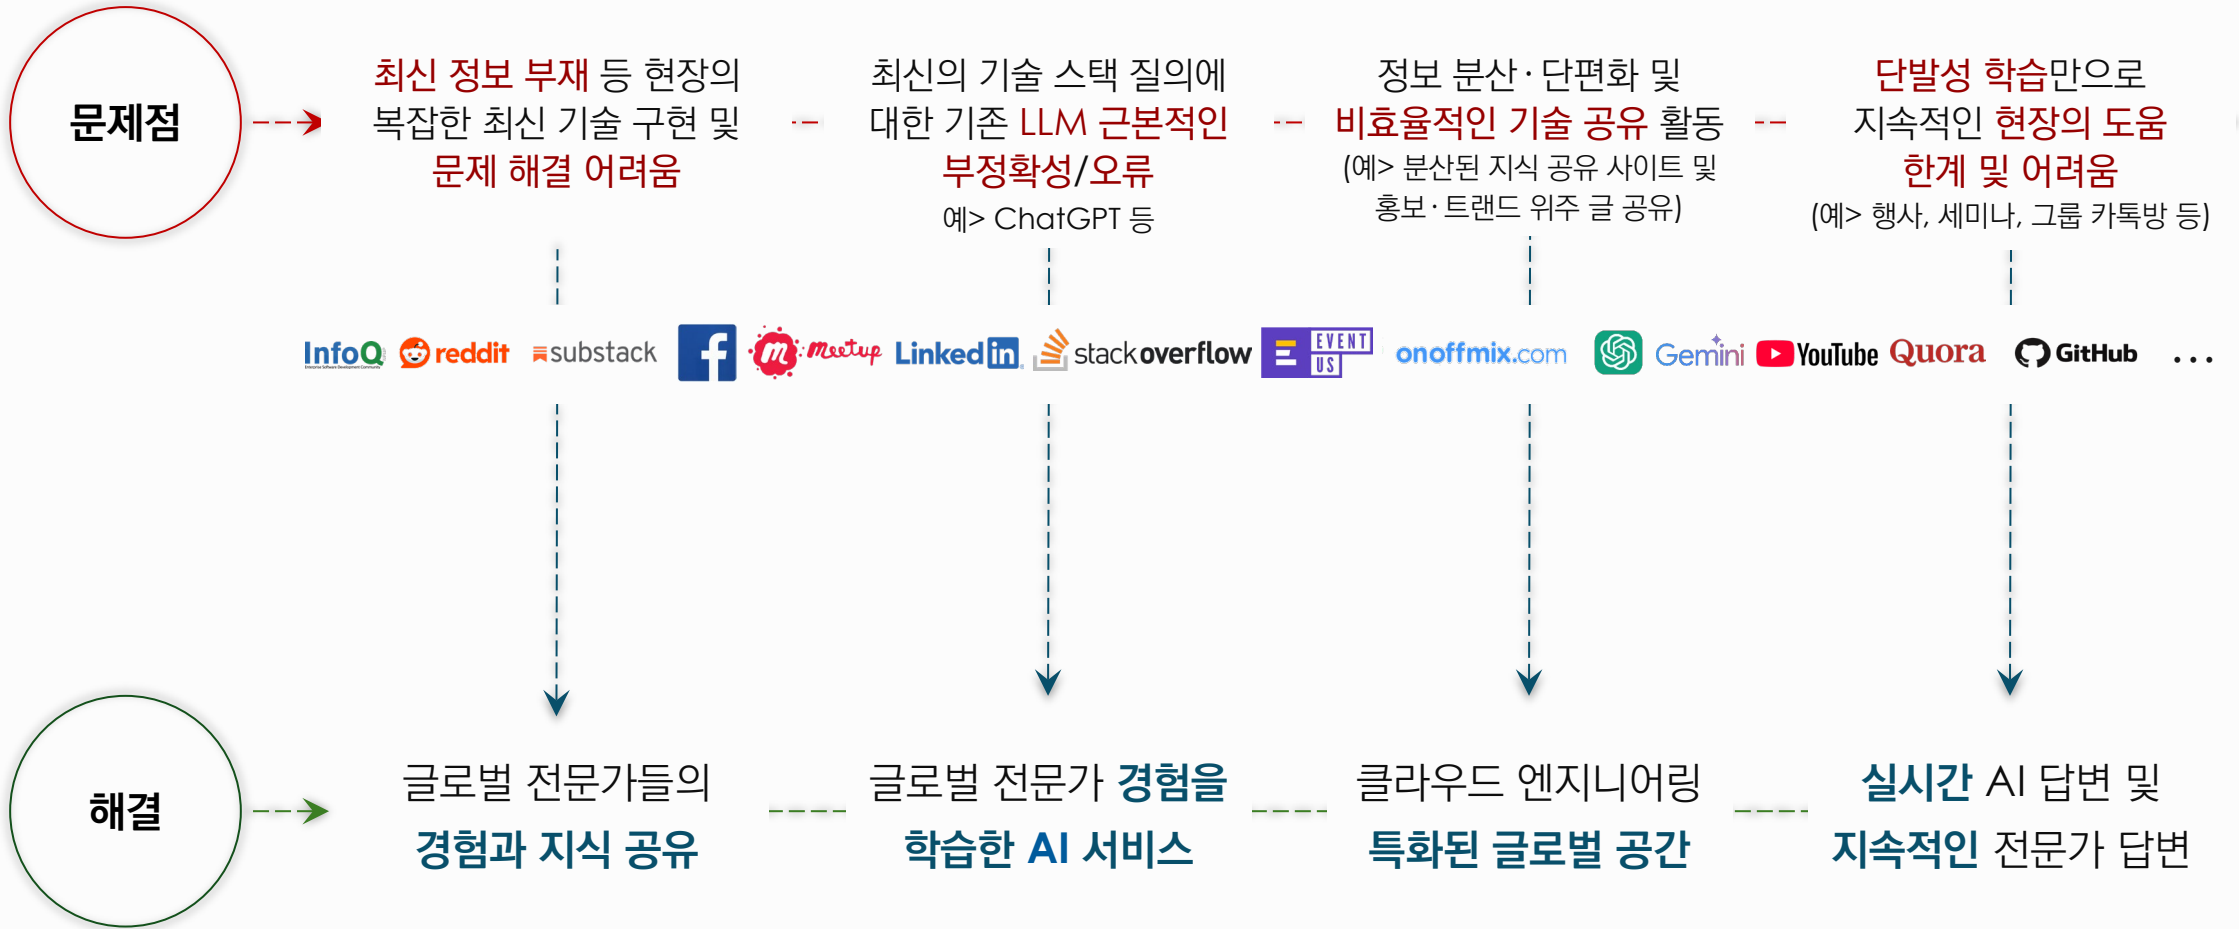 문제점
최신 정보 부재 등 현장의
복잡한 최신 기술 구현 및
문제 해결 어려움
최신의 기술 스택 질의에
대한 기존 LLM 근본적인
부정확성/오류
예> ChatGPT 등
정보 분산·단편화 및
비효율적인 기술 공유 활동
(예> 분산된 지식 공유 사이트 및
홍보·트랜드 위주 글 공유)
단발성 학습만으로
지속적인 현장의 도움
한계 및 어려움
(예> 행사, 세미나, 그룹 카톡방 등)
InfoQ
Enterprise Software Development Community
reddit
substack
f
m meetup
Linked in
stackoverflow
E EVENT
US
onoffmix.com
Gemini
YouTube
Quora
GitHub
...
해결
글로벌 전문가들의
경험과 지식 공유
글로벌 전문가 경험을
학습한 AI 서비스
클라우드 엔지니어링
특화된 글로벌 공간
실시간 AI 답변 및
지속적인 전문가 답변